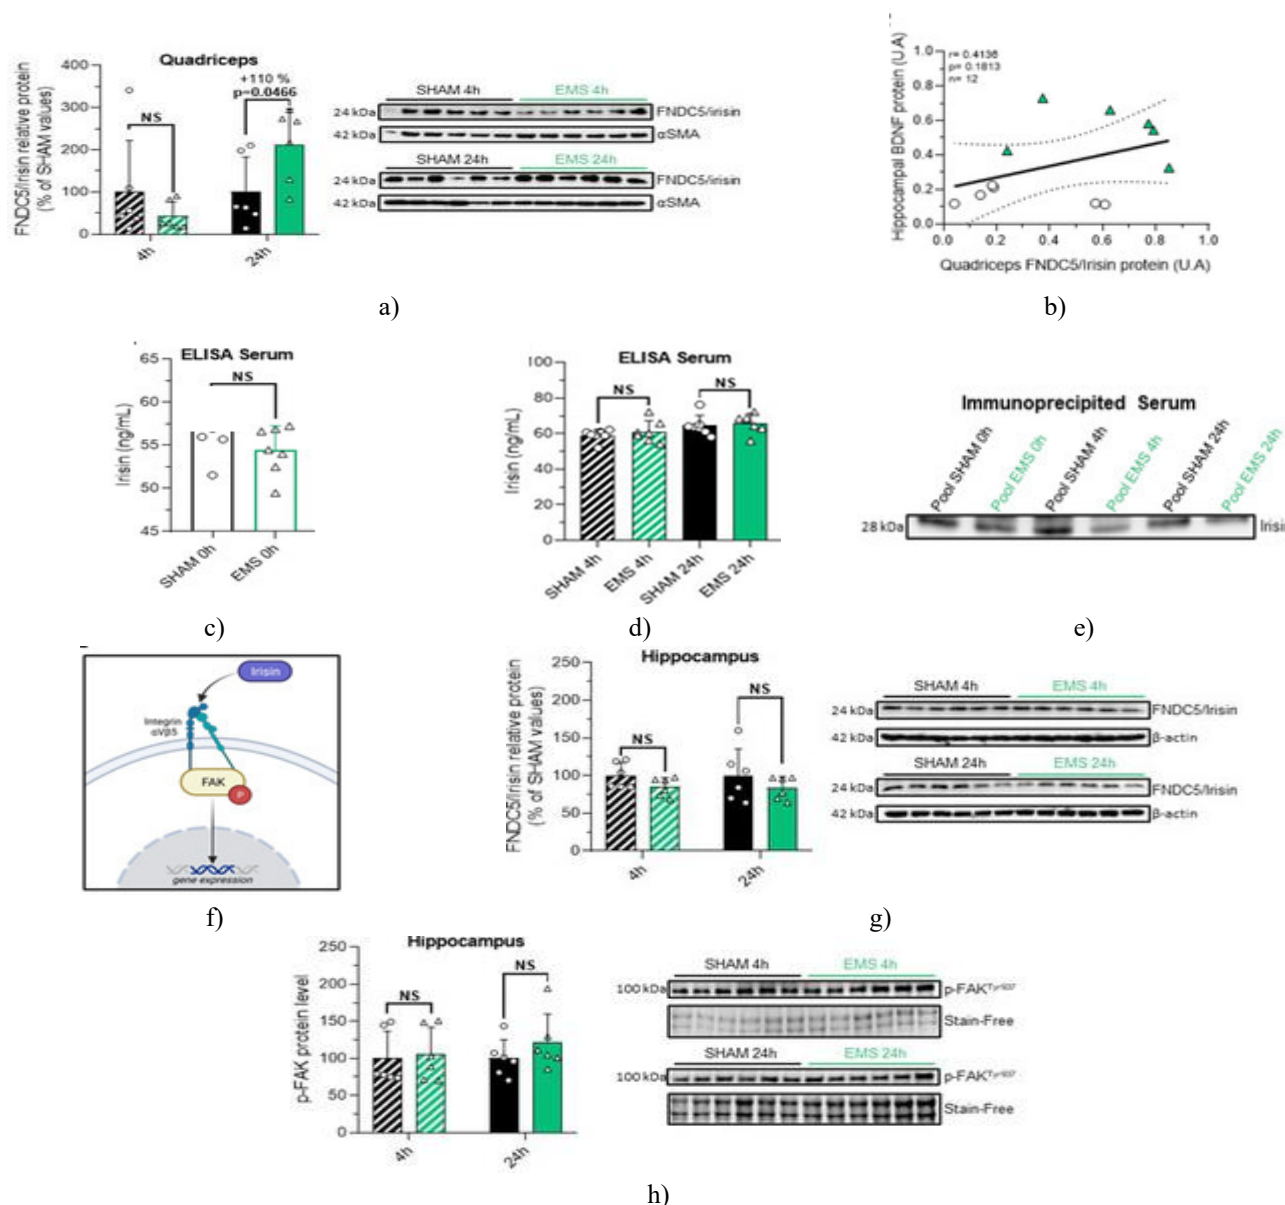 Quadriceps
FNDC5/Irisin relative protein
(% of SHAM values)
400
300
200
100
0
NS
+110 %
p=0.0466
4h
24h
SHAM 4h
EMS 4h
24 kDa
FNDC5/irisin
42 kDa
αSMA
SHAM 24h
EMS 24h
24 kDa
FNDC5/irisin
42 kDa
αSMA
a)
Hippocampal BDNF protein (U.A)
1.0
0.8
0.6
0.4
0.2
0.0
r= 0.4136
p= 0.1813
n= 12
0.0 0.2 0.4 0.6 0.8 1.0
Quadriceps FNDC5/Irisin protein (U.A)
b)
ELISA Serum
Irisin (ng/mL)
65
60
55
50
45
NS
SHAM 0h
EMS 0h
c)
ELISA Serum
Irisin (ng/mL)
100
80
60
40
20
0
NS
NS
SHAM 4h
EMS 4h
SHAM 24h
EMS 24h
d)
Immunoprecipited Serum
Pool SHAM 0h
Pool EMS 0h
Pool SHAM 4h
Pool EMS 4h
Pool SHAM 24h
Pool EMS 24h
28 kDa
Irisin
e)
Irisin
Integrin
αVβ5
FAK
P
gene expression
f)
Hippocampus
FNDC5/Irisin relative protein
(% of SHAM values)
250
200
150
100
50
0
NS
NS
4h
24h
SHAM 4h
EMS 4h
24 kDa
FNDC5/Irisin
42 kDa
β-actin
SHAM 24h
EMS 24h
24 kDa
FNDC5/Irisin
42 kDa
β-actin
g)
Hippocampus
p-FAK protein level
250
200
150
100
50
0
NS
NS
4h
24h
SHAM 4h
EMS 4h
100 kDa
p-FAK
Stain-Free
SHAM 24h
EMS 24h
100 kDa
p-FAK
Stain-Free
h)